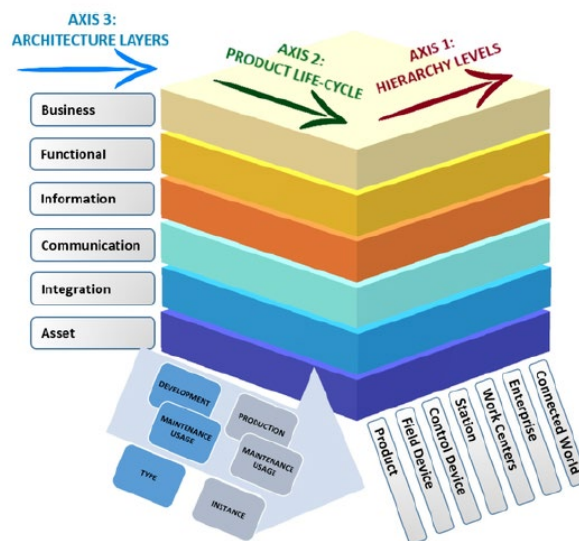 AXIS 3:
ARCHITECTURE LAYERS
AXIS 2:
PRODUCT LIFE-CYCLE
AXIS 1:
HIERARCHY LEVELS
Business
Functional
Information
Communication
Integration
Asset
DEVELOPMENT
MAINTENANCE
USAGE
PRODUCTION
MAINTENANCE
USAGE
TYPE
INSTANCE
Product
Field Device
Control Device
Station
Work Centers
Enterprise
Connected World